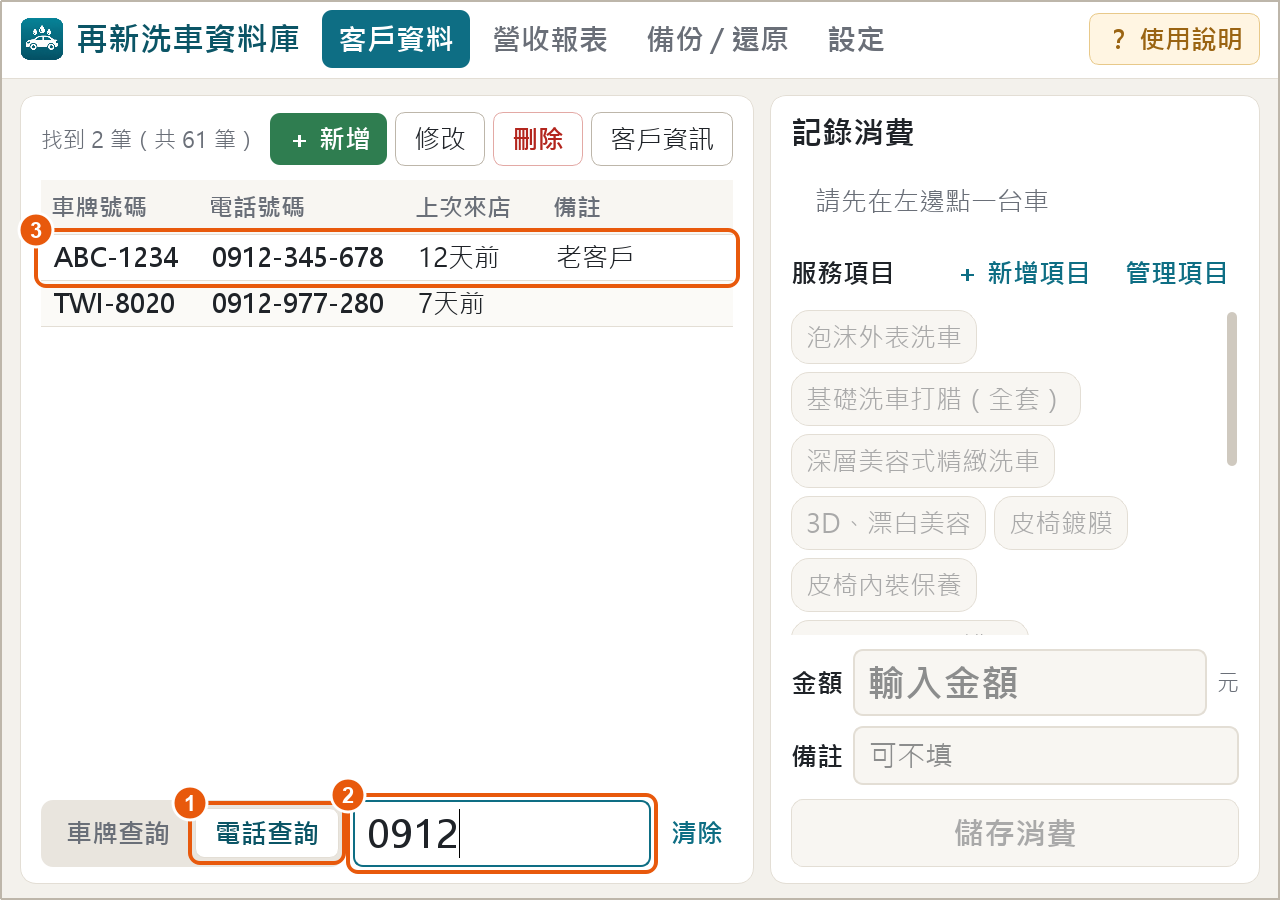 再新洗車資料庫 客戶資料 營收報表 備份 / 還原 設定 ? 使用說明
找到 2 筆 ( 共 61 筆 ) + 新增 修改 刪除 客戶資訊
車牌號碼 電話號碼 上次來店 備註
3
ABC-1234 0912-345-678 12天前 老客戶
TWI-8020 0912-977-280 7天前
1 2
車牌查詢 電話查詢 0912 清除
記錄消費
請先在左邊點一台車
服務項目 + 新增項目 管理項目
泡沫外表洗車
基礎洗車打腊 ( 全套 )
深層美容式精緻洗車
3D、漂白美容 皮椅鍍膜
皮椅內裝保養
金額 輸入金額 元
備註 可不填
儲存消費